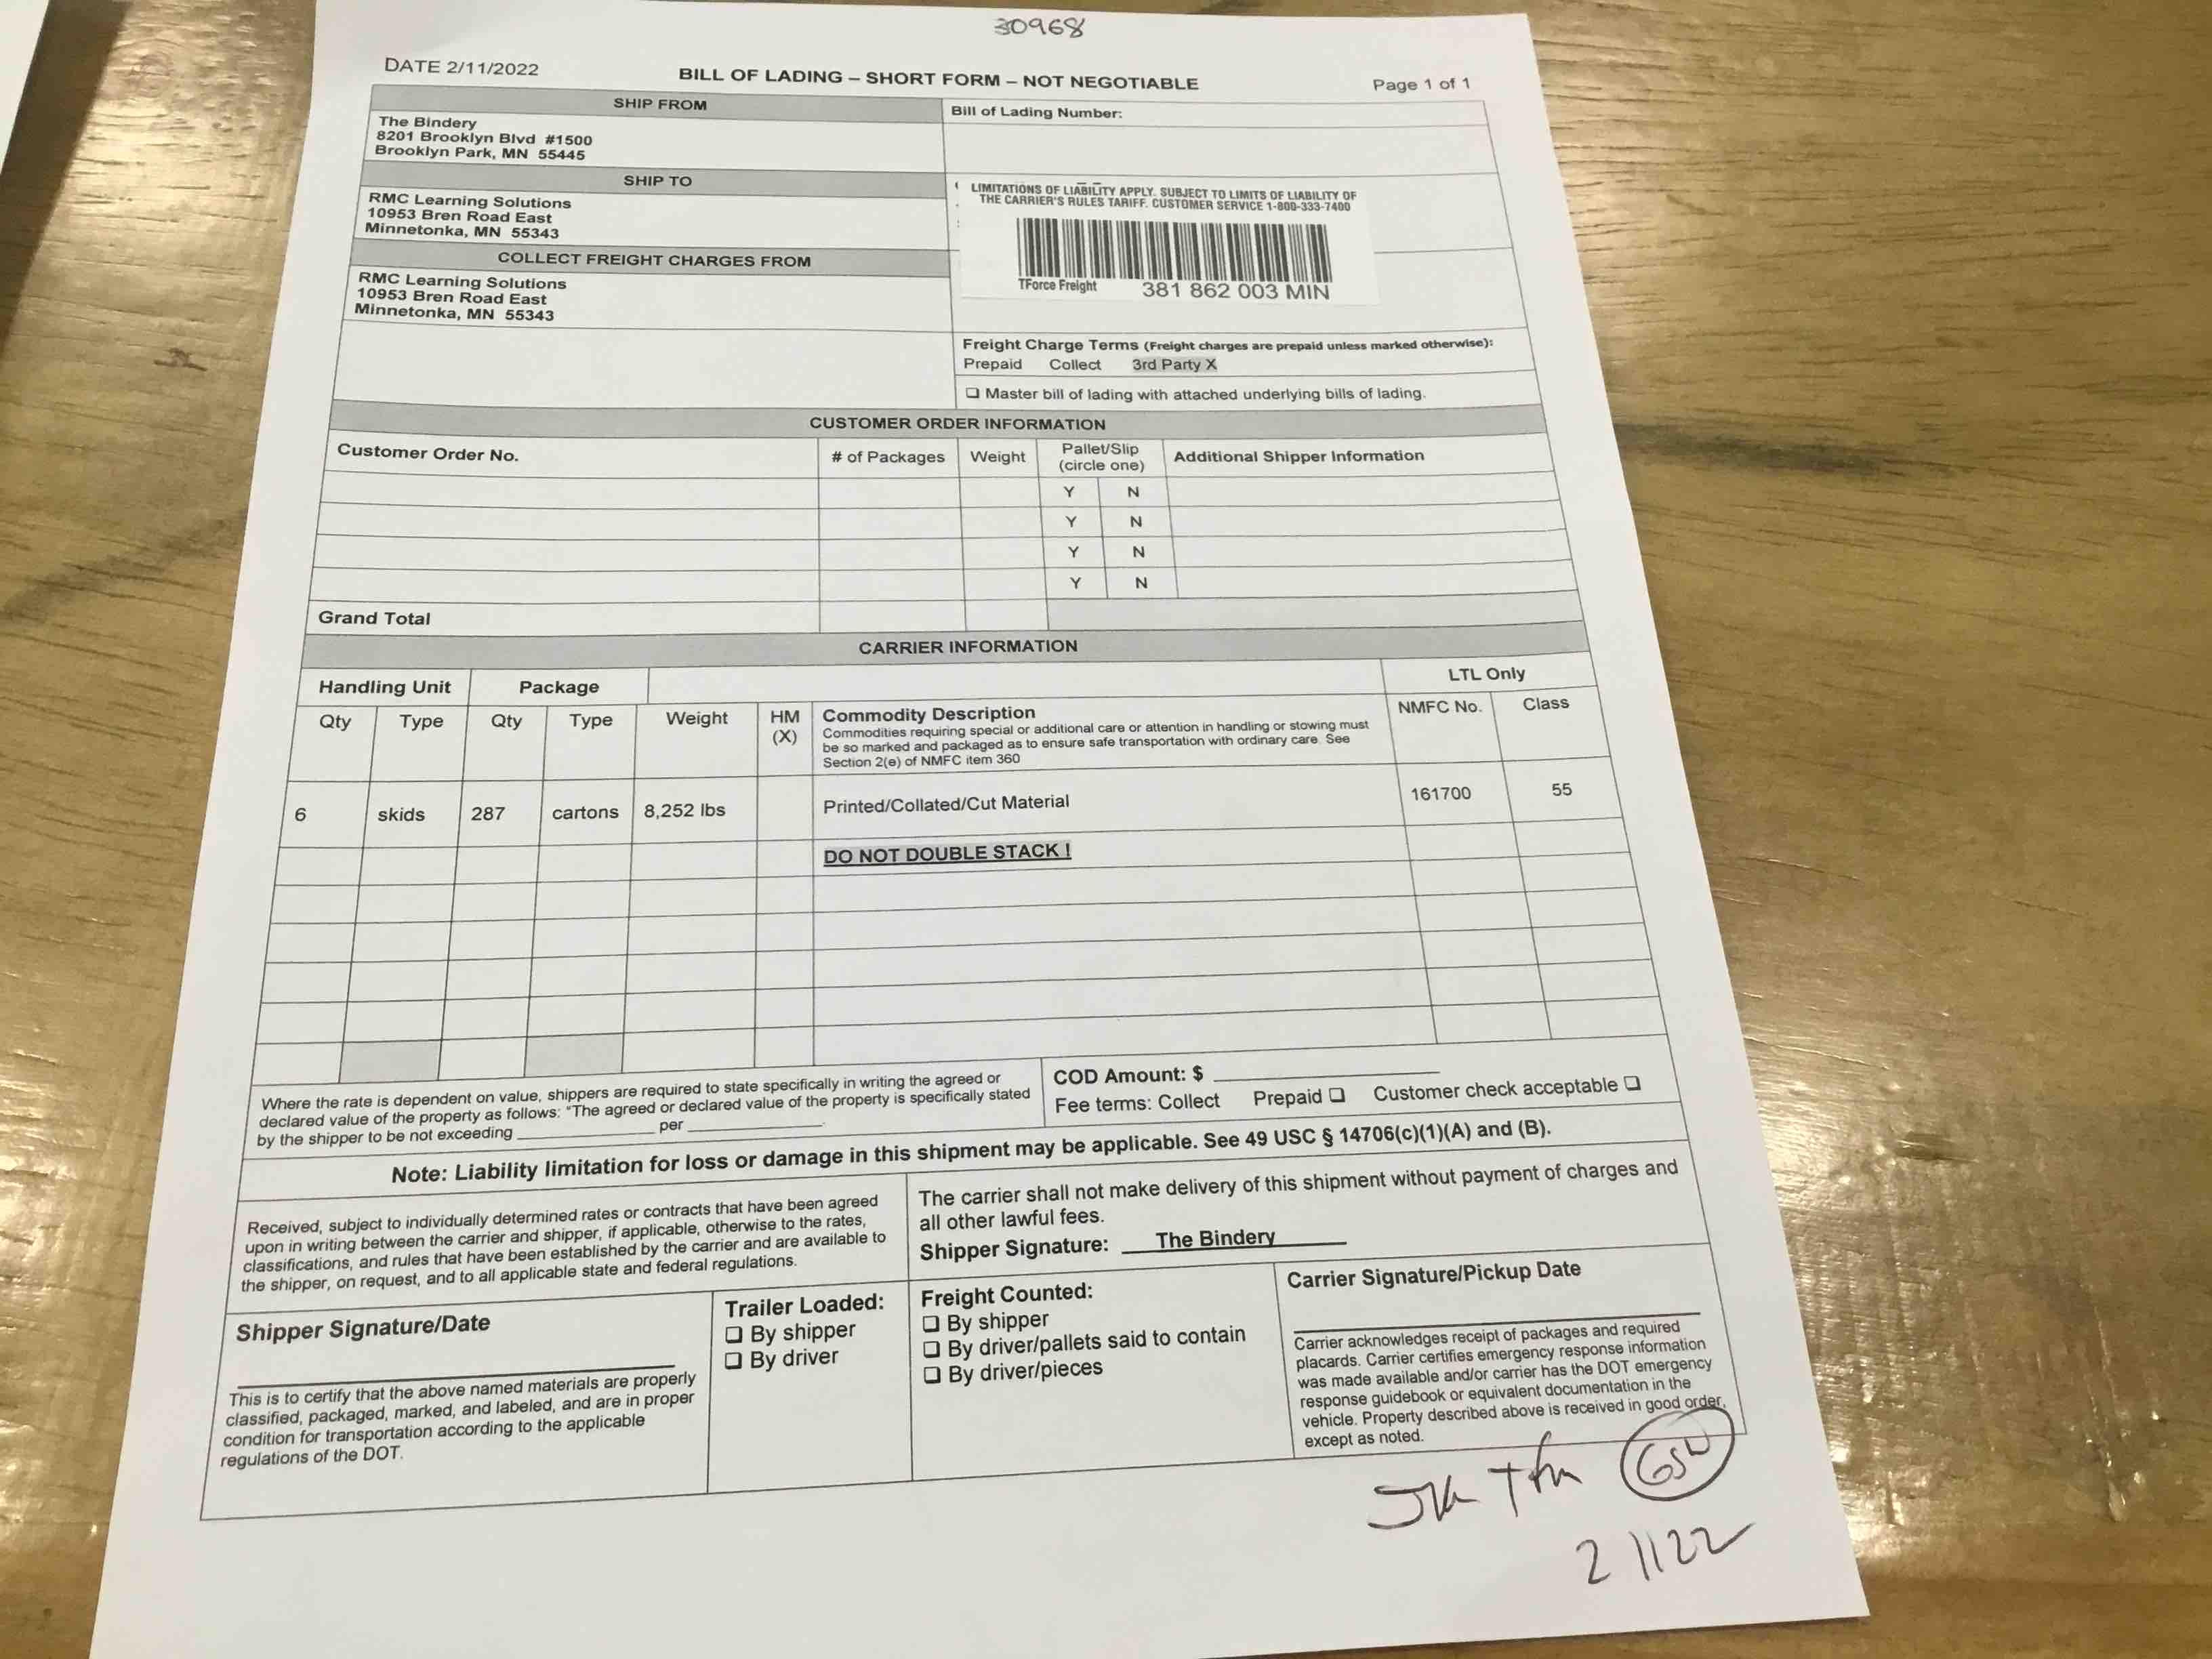 30968
DATE 2/11/2022
BILL OF LADING – SHORT FORM – NOT NEGOTIABLE
Page 1 of 1
SHIP FROM
The Bindery
8201 Brooklyn Blvd #1500
Brooklyn Park, MN 55445
Bill of Lading Number:
SHIP TO
RMC Learning Solutions
10953 Bren Road East
Minnetonka, MN 55343
LIMITATIONS OF LIABILITY APPLY. SUBJECT TO LIMITS OF LIABILITY OF
THE CARRIER'S RULES TARIFF. CUSTOMER SERVICE 1-800-333-7400
TForce Freight 381 862 003 MIN
COLLECT FREIGHT CHARGES FROM
RMC Learning Solutions
10953 Bren Road East
Minnetonka, MN 55343
Freight Charge Terms (Freight charges are prepaid unless marked otherwise):
Prepaid Collect 3rd Party X
❑ Master bill of lading with attached underlying bills of lading.
CUSTOMER ORDER INFORMATION
Customer Order No. # of Packages Weight Pallet/Slip (circle one) Additional Shipper Information
Y N
Y N
Y N
Y N
Grand Total
CARRIER INFORMATION
Handling Unit Package LTL Only
Qty Type Qty Type Weight HM (X) Commodity Description NMFC No. Class
Commodities requiring special or additional care or attention in handling or stowing must
be so marked and packaged as to ensure safe transportation with ordinary care. See
Section 2(e) of NMFC item 360
6 skids 287 cartons 8,252 lbs Printed/Collated/Cut Material 161700 55
DO NOT DOUBLE STACK !
Where the rate is dependent on value, shippers are required to state specifically in writing the agreed or
declared value of the property as follows: "The agreed or declared value of the property is specifically stated
by the shipper to be not exceeding ____________ per ____________.
COD Amount: $ ____________
Fee terms: Collect Prepaid ❑ Customer check acceptable ❑
Note: Liability limitation for loss or damage in this shipment may be applicable. See 49 USC § 14706(c)(1)(A) and (B).
Received, subject to individually determined rates or contracts that have been agreed
upon in writing between the carrier and shipper, if applicable, otherwise to the rates,
classifications, and rules that have been established by the carrier and are available to
the shipper, on request, and to all applicable state and federal regulations.
The carrier shall not make delivery of this shipment without payment of charges and
all other lawful fees.
Shipper Signature: The Bindery
Shipper Signature/Date
This is to certify that the above named materials are properly
classified, packaged, marked, and labeled, and are in proper
condition for transportation according to the applicable
regulations of the DOT.
Trailer Loaded:
❑ By shipper
❑ By driver
Freight Counted:
❑ By shipper
❑ By driver/pallets said to contain
❑ By driver/pieces
Carrier Signature/Pickup Date
Carrier acknowledges receipt of packages and required
placards. Carrier certifies emergency response information
was made available and/or carrier has the DOT emergency
response guidebook or equivalent documentation in the
vehicle. Property described above is received in good order,
except as noted.
2 1122